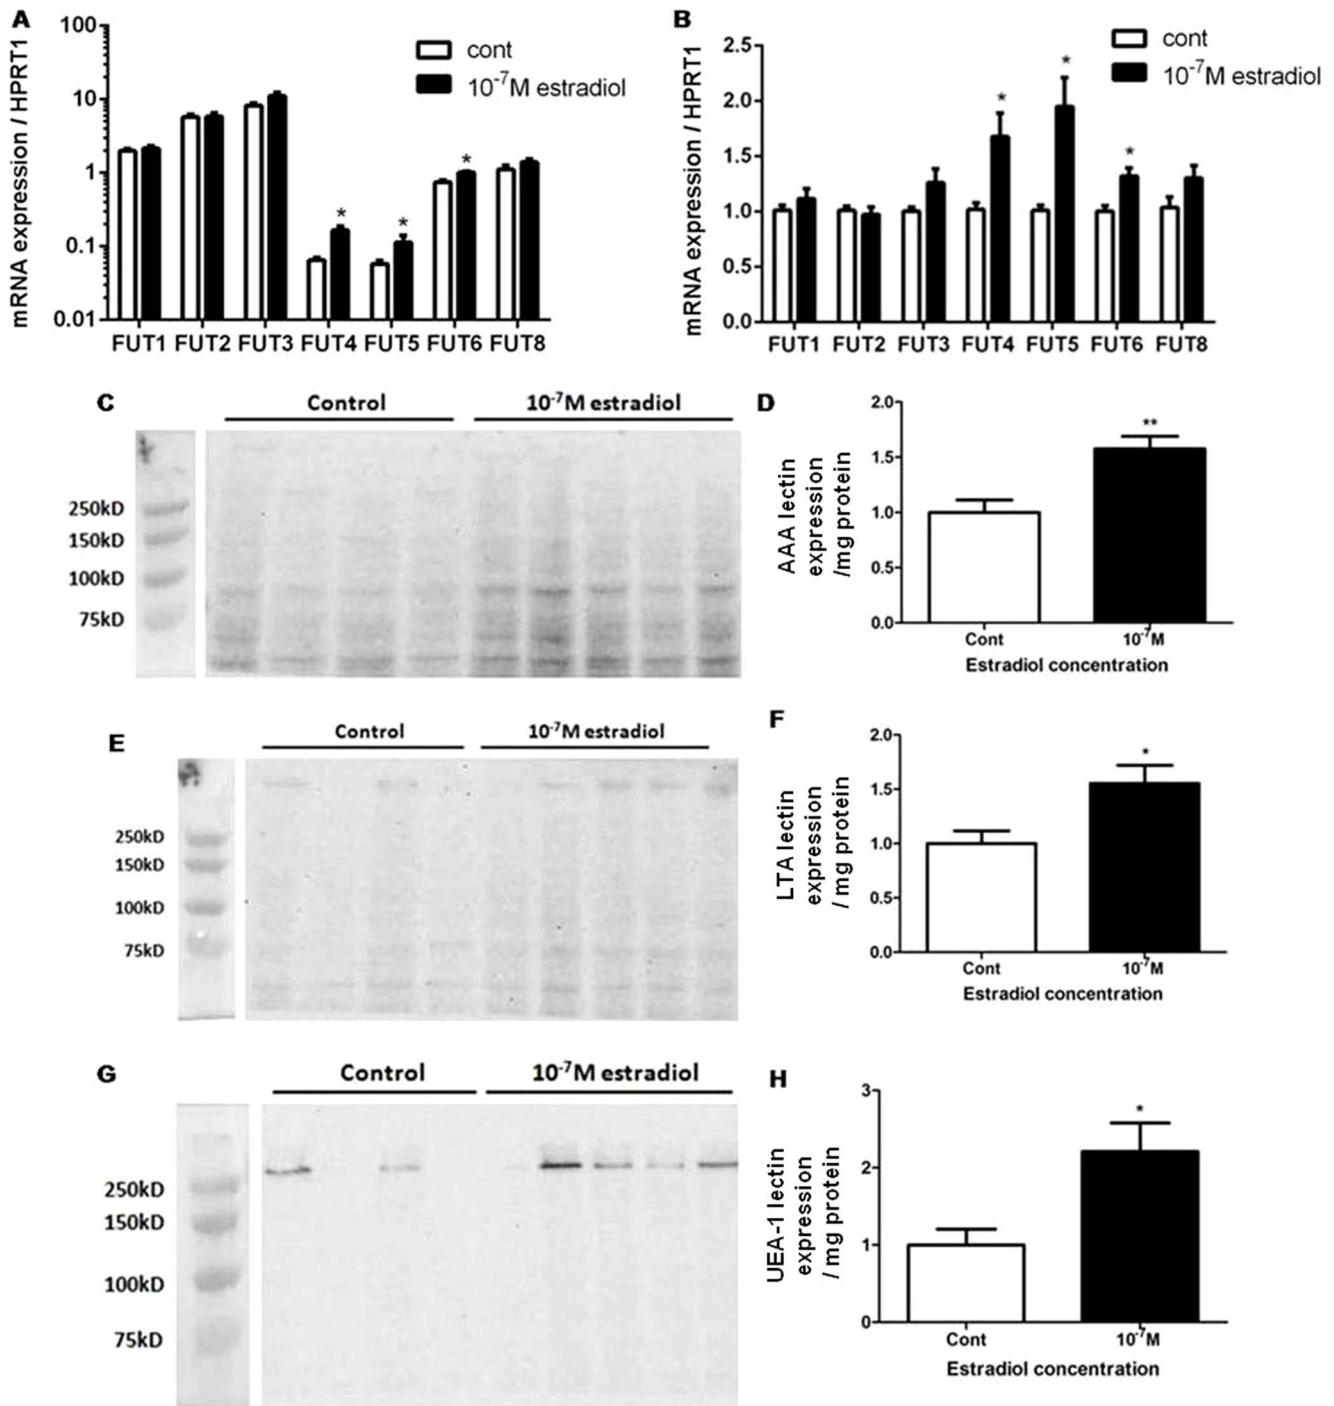 A
mRNA expression / HPRT1
100
10
1
0.1
0.01
cont
10⁻⁷M estradiol
*
*
*
FUT1 FUT2 FUT3 FUT4 FUT5 FUT6 FUT8
B
mRNA expression / HPRT1
2.5
2.0
1.5
1.0
0.5
0.0
cont
10⁻⁷M estradiol
*
*
*
FUT1 FUT2 FUT3 FUT4 FUT5 FUT6 FUT8
C
Control
10⁻⁷M estradiol
250kD
150kD
100kD
75kD
D
AAA lectin
expression
/mg protein
2.0
1.5
1.0
0.5
0.0
**
Cont
10⁻⁷M
Estradiol concentration
E
Control
10⁻⁷M estradiol
250kD
150kD
100kD
75kD
F
LTA lectin
expression
/ mg protein
2.0
1.5
1.0
0.5
0.0
*
Cont
10⁻⁷M
Estradiol concentration
G
Control
10⁻⁷M estradiol
250kD
150kD
100kD
75kD
H
UEA-1 lectin
expression
/ mg protein
3
2
1
0
*
Cont
10⁻⁷M
Estradiol concentration